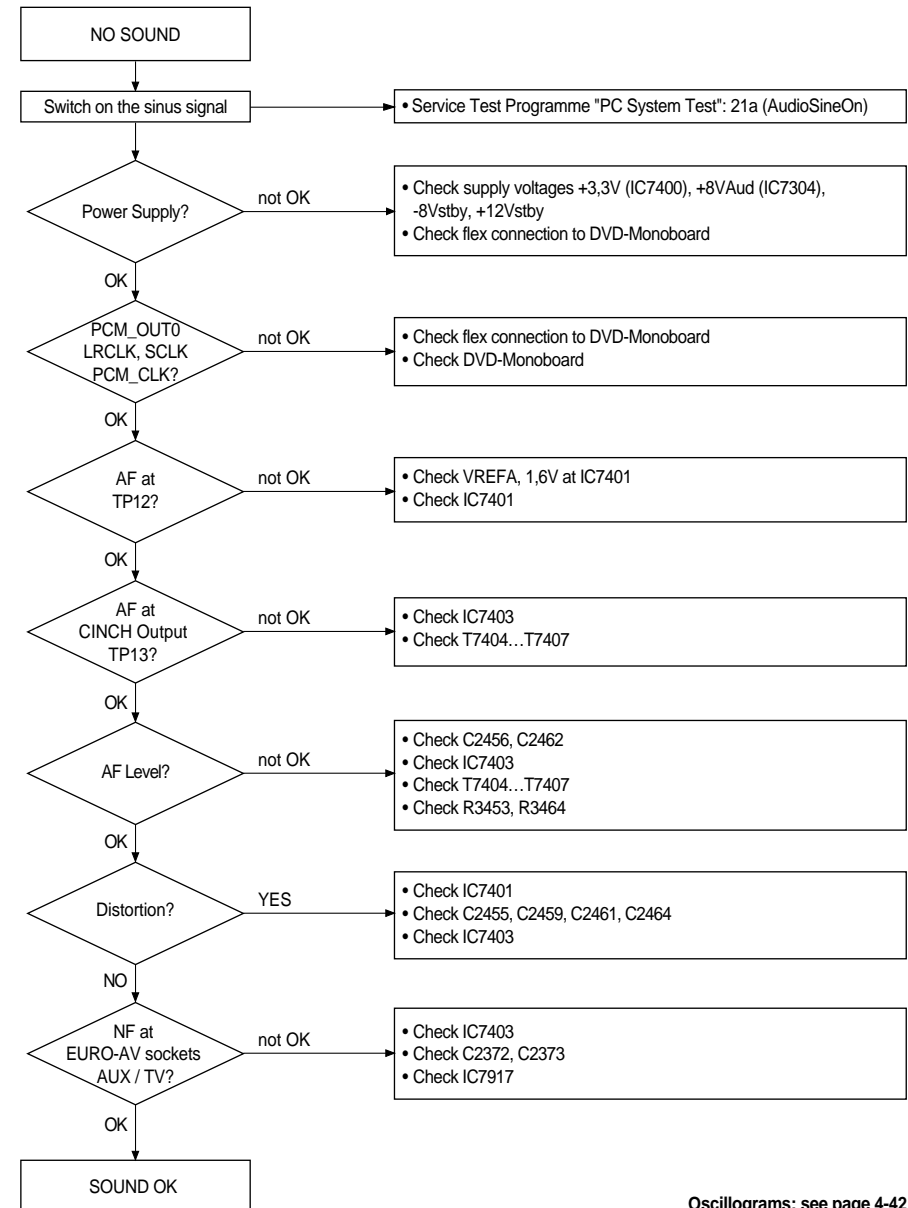 NO SOUND
Switch on the sinus signal
• Service Test Programme "PC System Test": 21a (AudioSineOn)
Power Supply?
not OK
• Check supply voltages +3,3V (IC7400), +8VAud (IC7304),
-8Vstby, +12Vstby
• Check flex connection to DVD-Monoboard
OK
PCM_OUT0
LRCLK, SCLK
PCM_CLK?
not OK
• Check flex connection to DVD-Monoboard
• Check DVD-Monoboard
OK
AF at
TP12?
not OK
• Check VREFA, 1,6V at IC7401
• Check IC7401
OK
AF at
CINCH Output
TP13?
not OK
• Check IC7403
• Check T7404...T7407
OK
AF Level?
not OK
• Check C2456, C2462
• Check IC7403
• Check T7404...T7407
• Check R3453, R3464
OK
Distortion?
YES
• Check IC7401
• Check C2455, C2459, C2461, C2464
• Check IC7403
NO
NF at
EURO-AV sockets
AUX / TV?
not OK
• Check IC7403
• Check C2372, C2373
• Check IC7917
OK
SOUND OK
Oscillograms: see page 4-42